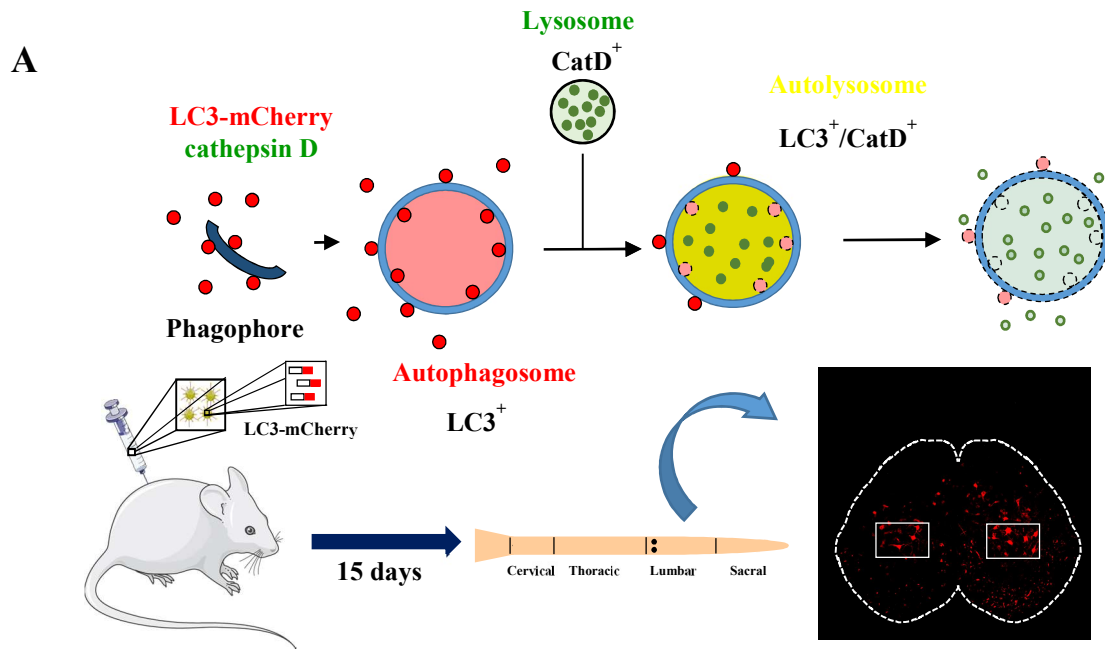 A
Lysosome
CatD+
LC3-mCherry
cathepsin D
Autolysosome
LC3+/CatD+
Phagophore
Autophagosome
LC3+
LC3-mCherry
15 days
Cervical Thoracic Lumbar Sacral